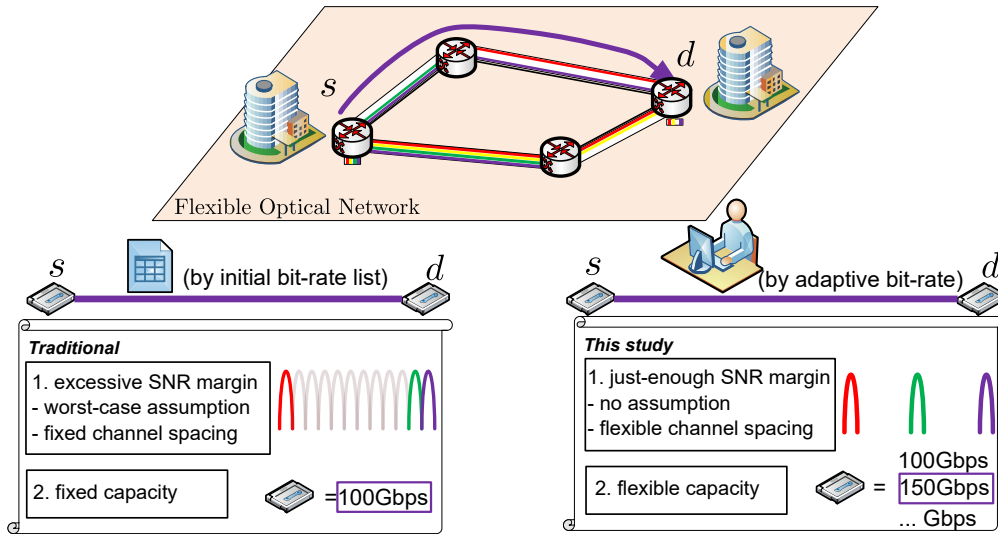 s
d
Flexible Optical Network
s
(by initial bit-rate list)
d
Traditional
1. excessive SNR margin
- worst-case assumption
- fixed channel spacing
2. fixed capacity
=100Gbps
s
(by adaptive bit-rate)
d
This study
1. just-enough SNR margin
- no assumption
- flexible channel spacing
2. flexible capacity
100Gbps
= 150Gbps
... Gbps